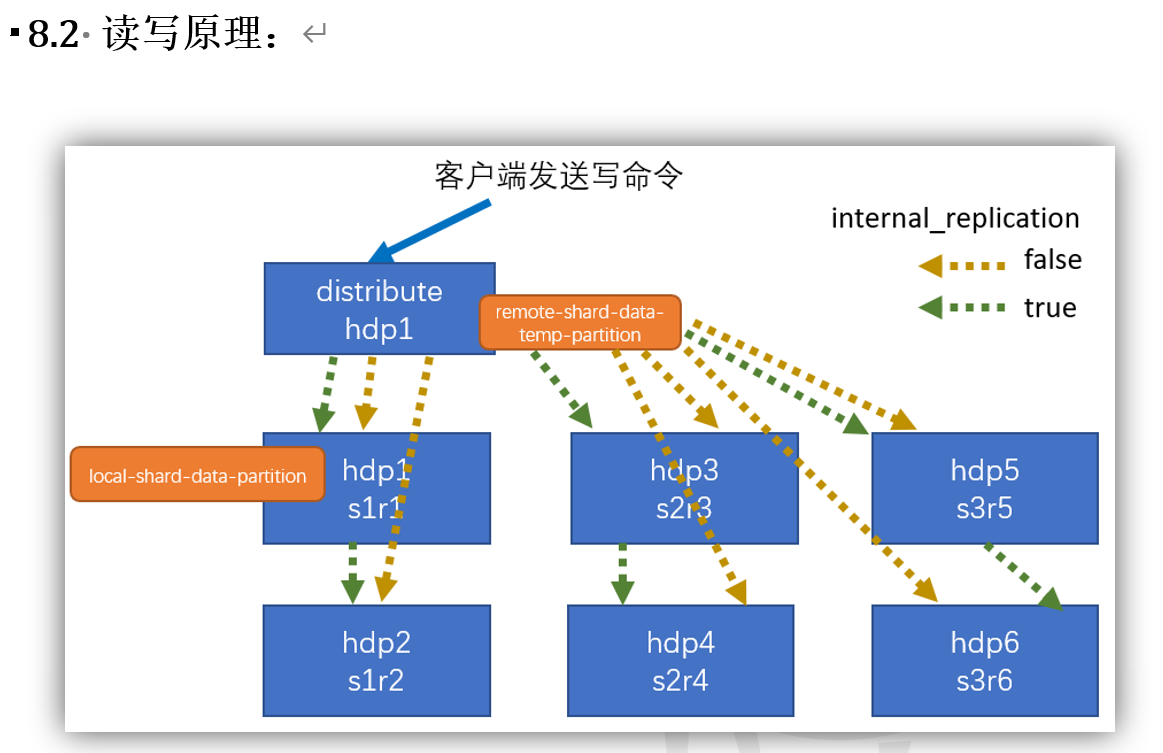 8.2 读写原理：
客户端发送写命令
internal_replication
false
true
distribute
hdp1
remote-shard-data-
temp-partition
local-shard-data-partition
hdp1
s1r1
hdp3
s2r3
hdp5
s3r5
hdp2
s1r2
hdp4
s2r4
hdp6
s3r6